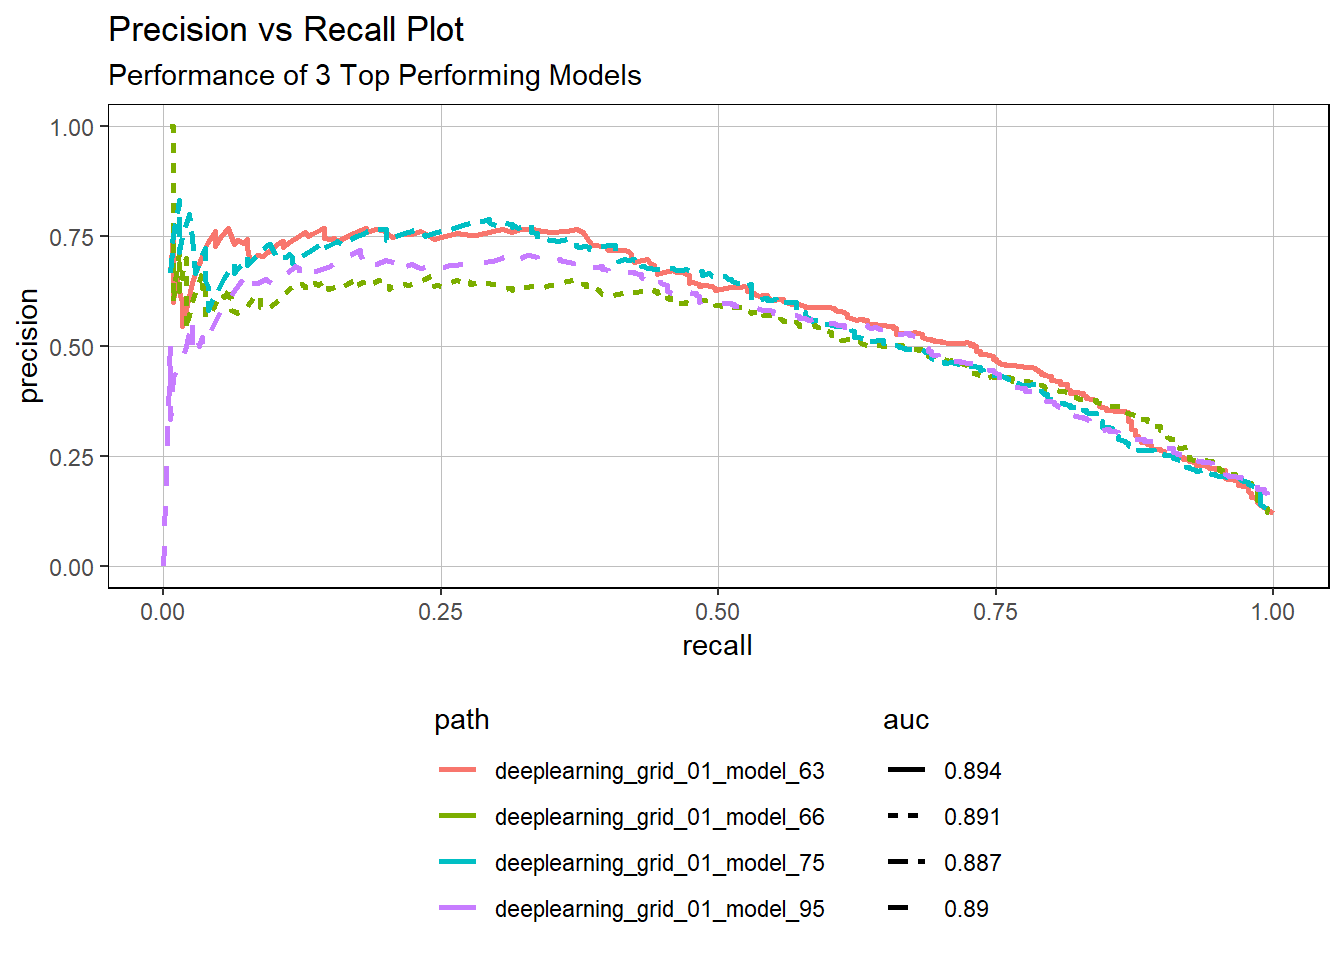 Precision vs Recall Plot
Performance of 3 Top Performing Models
1.00
0.75
0.50
0.25
0.00
precision
0.00 0.25 0.50 0.75 1.00
recall
path
deeplearning_grid_01_model_63
deeplearning_grid_01_model_66
deeplearning_grid_01_model_75
deeplearning_grid_01_model_95
auc
0.894
0.891
0.887
0.89